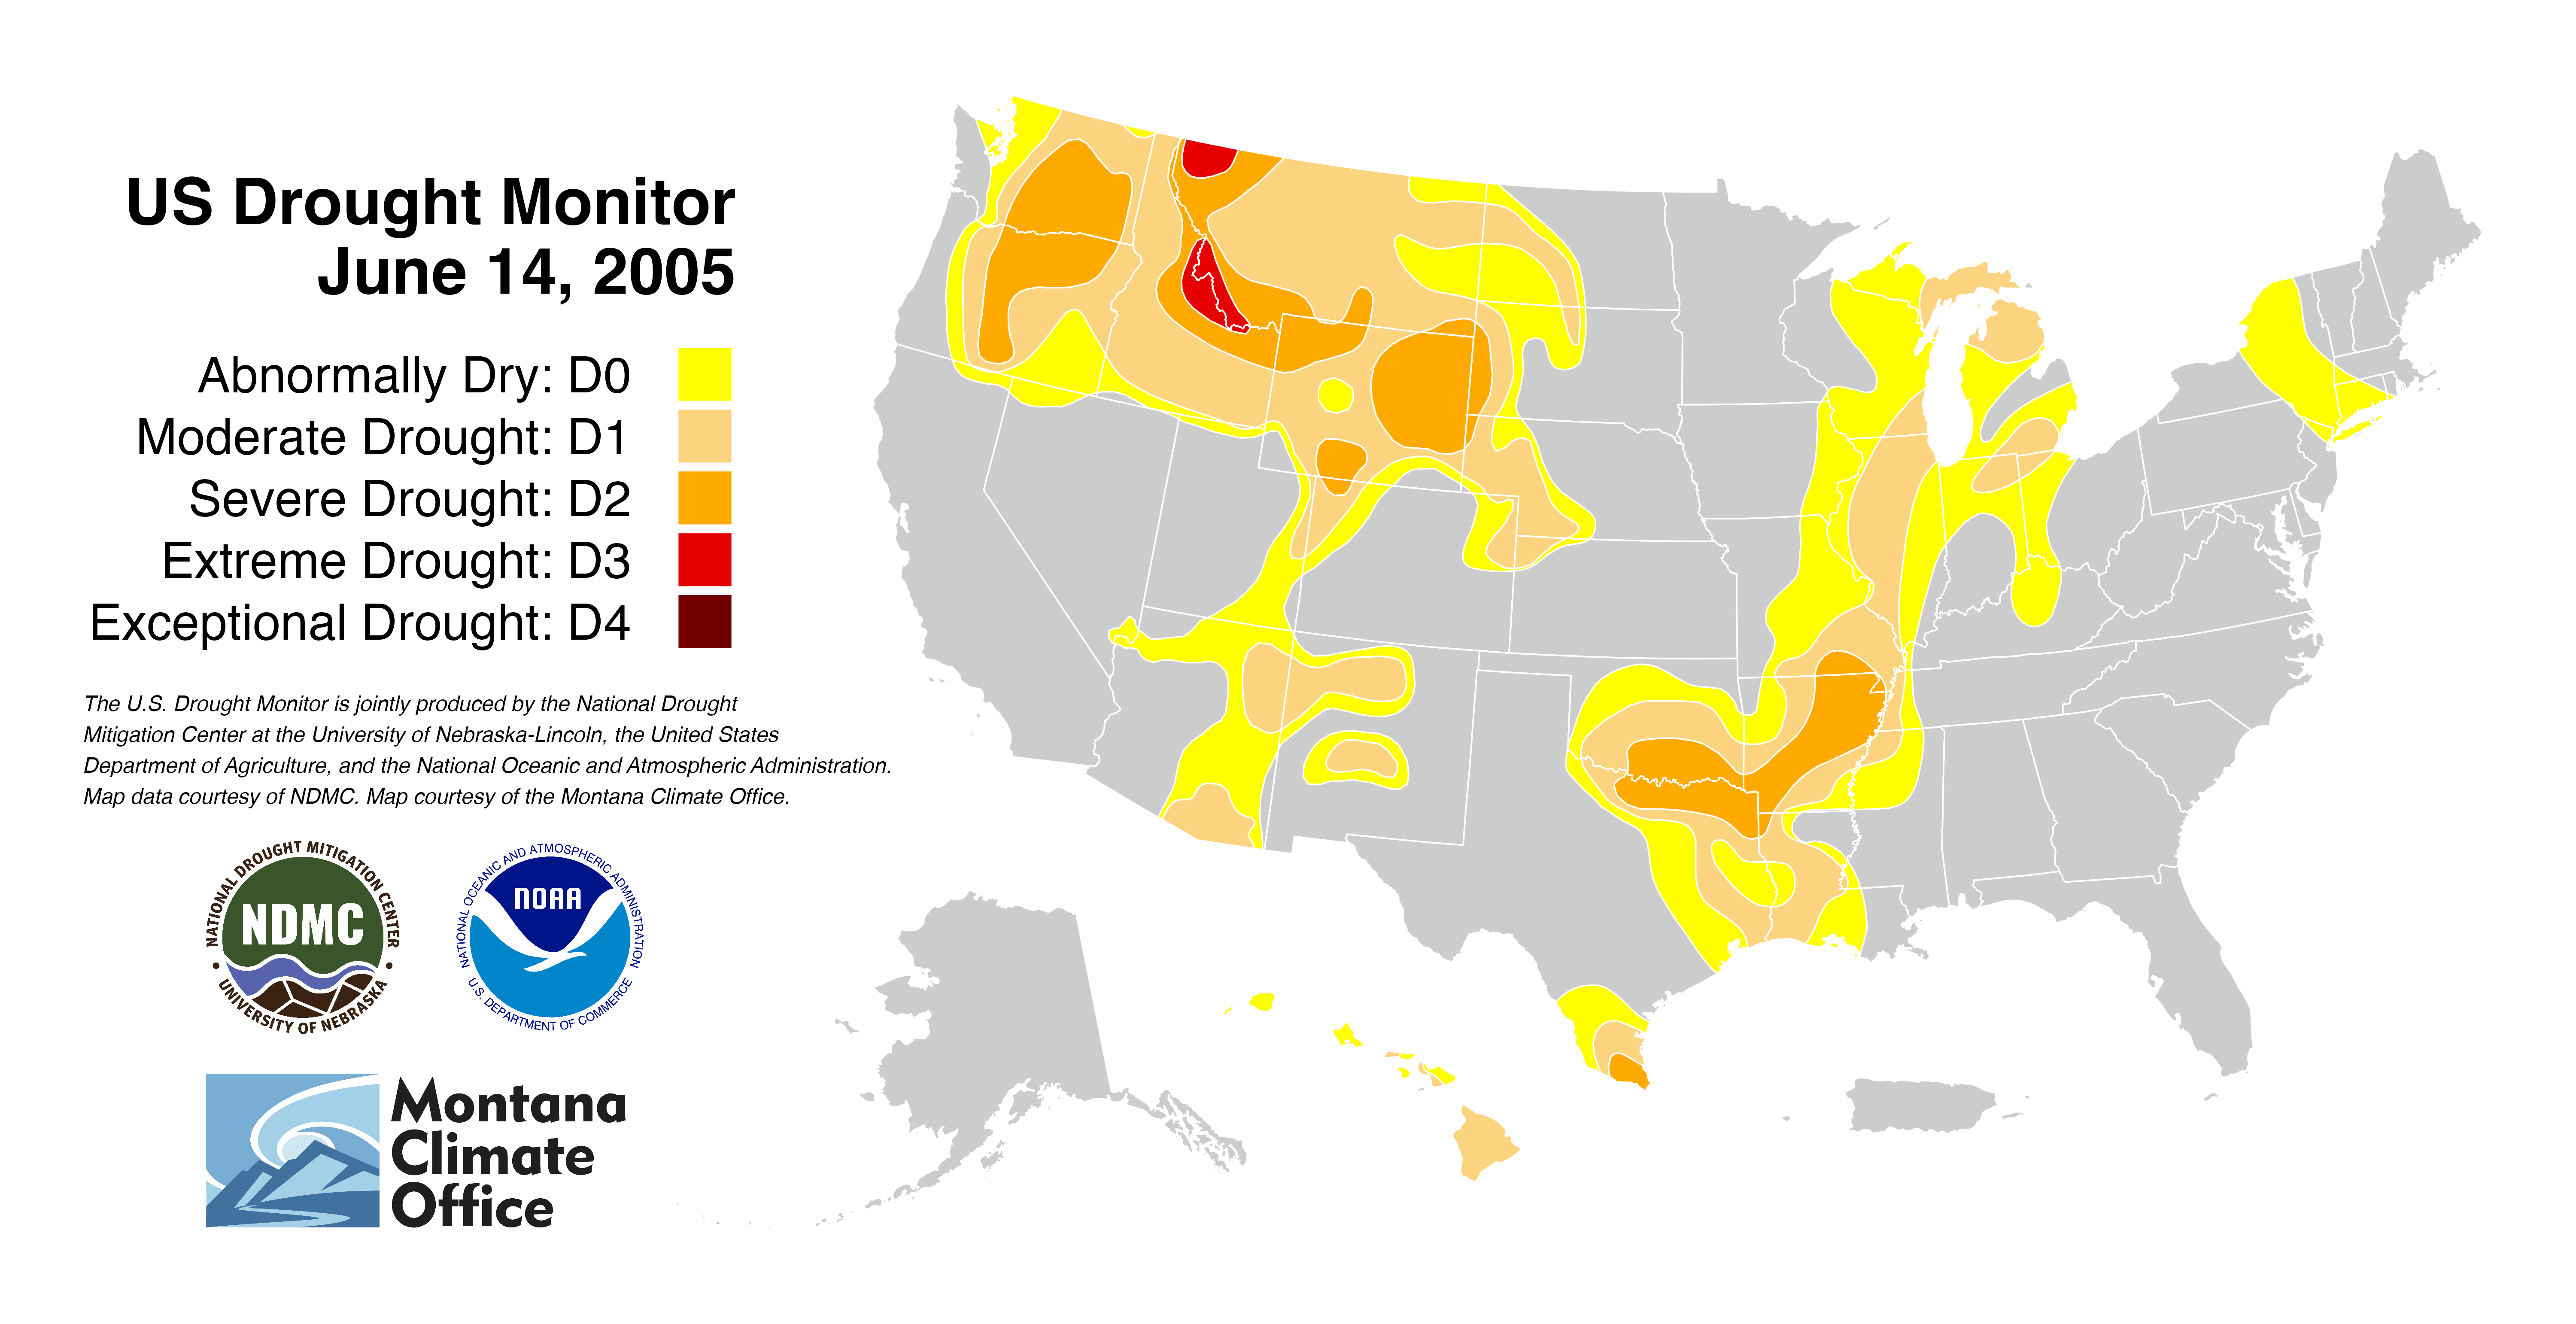 US Drought Monitor
June 14, 2005
Abnormally Dry: D0
Moderate Drought: D1
Severe Drought: D2
Extreme Drought: D3
Exceptional Drought: D4
The U.S. Drought Monitor is jointly produced by the National Drought
Mitigation Center at the University of Nebraska-Lincoln, the United States
Department of Agriculture, and the National Oceanic and Atmospheric Administration.
Map data courtesy of NDMC. Map courtesy of the Montana Climate Office.
NATIONAL DROUGHT MITIGATION CENTER
NDMC
• UNIVERSITY OF NEBRASKA •
NATIONAL OCEANIC AND ATMOSPHERIC ADMINISTRATION
NOAA
U.S. DEPARTMENT OF COMMERCE
Montana
Climate
Office